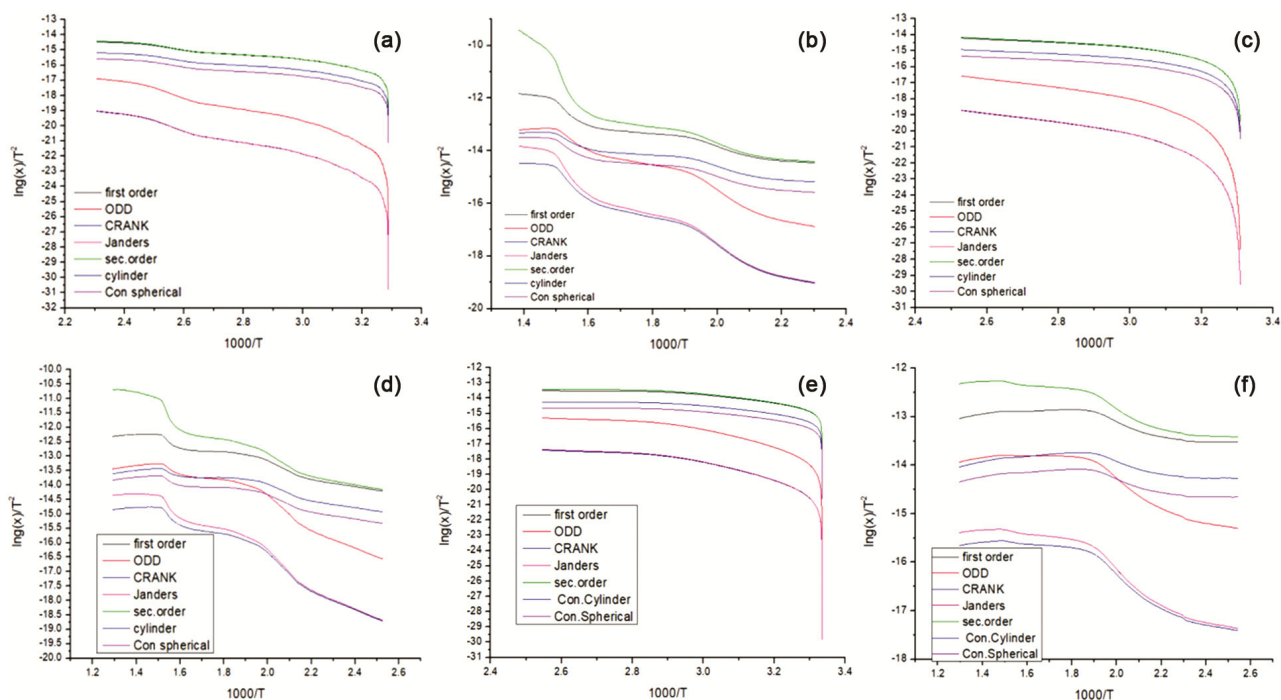 (a)
-13
-14
-15
-16
-17
-18
-19
-20
-21
-22
-23
-24
-25
-26
-27
-28
-29
-30
-31
-32
lng(x)/T²
first order
ODD
CRANK
Janders
sec.order
cylinder
Con spherical
2.2 2.4 2.6 2.8 3.0 3.2 3.4
1000/T
(b)
-10
-12
-14
-16
-18
-20
lng(x)/T²
first order
ODD
CRANK
Janders
sec.order
cylinder
Con spherical
1.4 1.6 1.8 2.0 2.2 2.4
1000/T
(c)
-13
-14
-15
-16
-17
-18
-19
-20
-21
-22
-23
-24
-25
-26
-27
-28
-29
-30
-31
lng(x)/T²
first order
ODD
CRANK
Janders
sec.order
cylinder
Con spherical
2.4 2.6 2.8 3.0 3.2 3.4
1000/T
(d)
-10.0
-10.5
-11.0
-11.5
-12.0
-12.5
-13.0
-13.5
-14.0
-14.5
-15.0
-15.5
-16.0
-16.5
-17.0
-17.5
-18.0
-18.5
-19.0
-19.5
-20.0
lng(x)/T²
first order
ODD
CRANK
Janders
sec.order
cylinder
Con spherical
1.2 1.4 1.6 1.8 2.0 2.2 2.4 2.6
1000/T
(e)
-12
-13
-14
-15
-16
-17
-18
-19
-20
-21
-22
-23
-24
-25
-26
-27
-28
-29
-30
-31
lng(x)/T²
first order
ODD
CRANK
Janders
sec.order
Con.Cylinder
Con.Spherical
2.4 2.6 2.8 3.0 3.2 3.4
1000/T
(f)
-12
-13
-14
-15
-16
-17
-18
lng(x)/T²
first order
ODD
CRANK
Janders
sec.order
Con.Cylinder
Con.Spherical
1.2 1.4 1.6 1.8 2.0 2.2 2.4 2.6
1000/T